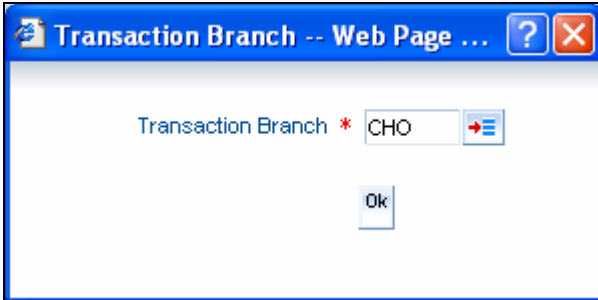 Transaction Branch -- Web Page ...
Transaction Branch * CHO
Ok